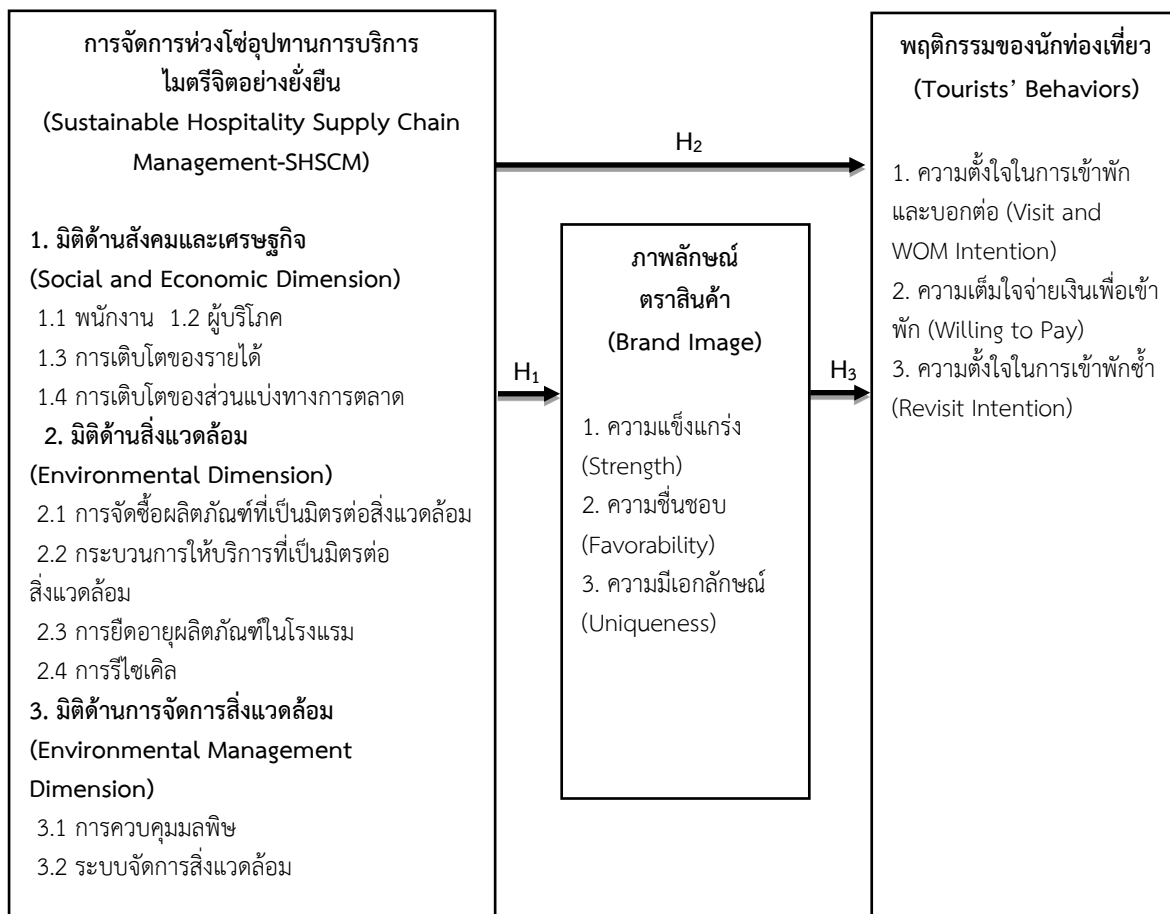 การจัดการห่วงโซ่อุปทานการบริการ
ไมตรีจิตอย่างยั่งยืน
(Sustainable Hospitality Supply Chain
Management-SHSCM)
1. มิติด้านสังคมและเศรษฐกิจ
(Social and Economic Dimension)
1.1 พนักงาน 1.2 ผู้บริโภค
1.3 การเติบโตของรายได้
1.4 การเติบโตของส่วนแบ่งทางการตลาด
2. มิติด้านสิ่งแวดล้อม
(Environmental Dimension)
2.1 การจัดซื้อผลิตภัณฑ์ที่เป็นมิตรต่อสิ่งแวดล้อม
2.2 กระบวนการให้บริการที่เป็นมิตรต่อ
สิ่งแวดล้อม
2.3 การยืดอายุผลิตภัณฑ์ในโรงแรม
2.4 การรีไซเคิล
3. มิติด้านการจัดการสิ่งแวดล้อม
(Environmental Management
Dimension)
3.1 การควบคุมมลพิษ
3.2 ระบบจัดการสิ่งแวดล้อม
H1
H2
ภาพลักษณ์
ตราสินค้า
(Brand Image)
1. ความแข็งแกร่ง
(Strength)
2. ความชื่นชอบ
(Favorability)
3. ความมีเอกลักษณ์
(Uniqueness)
H3
พฤติกรรมของนักท่องเที่ยว
(Tourists' Behaviors)
1. ความตั้งใจในการเข้าพัก
และบอกต่อ (Visit and
WOM Intention)
2. ความเต็มใจจ่ายเงินเพื่อเข้า
พัก (Willing to Pay)
3. ความตั้งใจในการเข้าพักซ้ำ
(Revisit Intention)